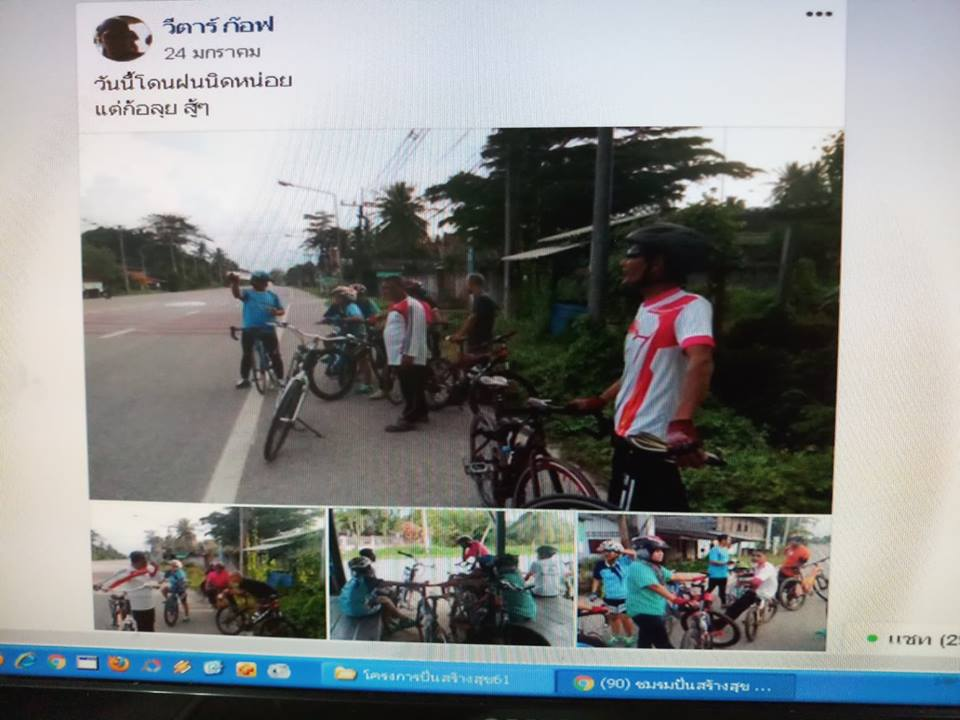 วีตาร์ ก๊อฟ
24 มกราคม
วันนี้โดนฝนนิดหน่อย
แต่ก้อลุย สู้ๆ
แชท (25
โครงการปั่นสร้างสุข61
(90) ชมรมปั่นสร้างสุข ...